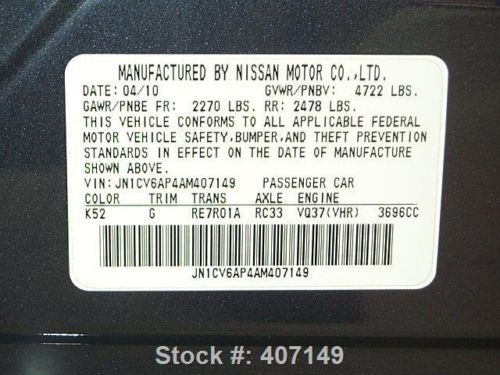 MANUFACTURED BY NISSAN MOTOR CO.,LTD.
DATE: 04/10 GVWR/PNBV: 4722 LBS.
GAWR/PNBE FR: 2270 LBS. RR: 2478 LBS.
THIS VEHICLE CONFORMS TO ALL APPLICABLE FEDERAL
MOTOR VEHICLE SAFETY,BUMPER,AND THEFT PREVENTION
STANDARDS IN EFFECT ON THE DATE OF MANUFACTURE
SHOWN ABOVE.
VIN: JN1CV6AP4AM407149 PASSENGER CAR
COLOR TRIM TRANS AXLE ENGINE
K52 G RE7R01A RC33 VQ37(VHR) 3696CC
JN1CV6AP4AM407149
Stock #: 407149